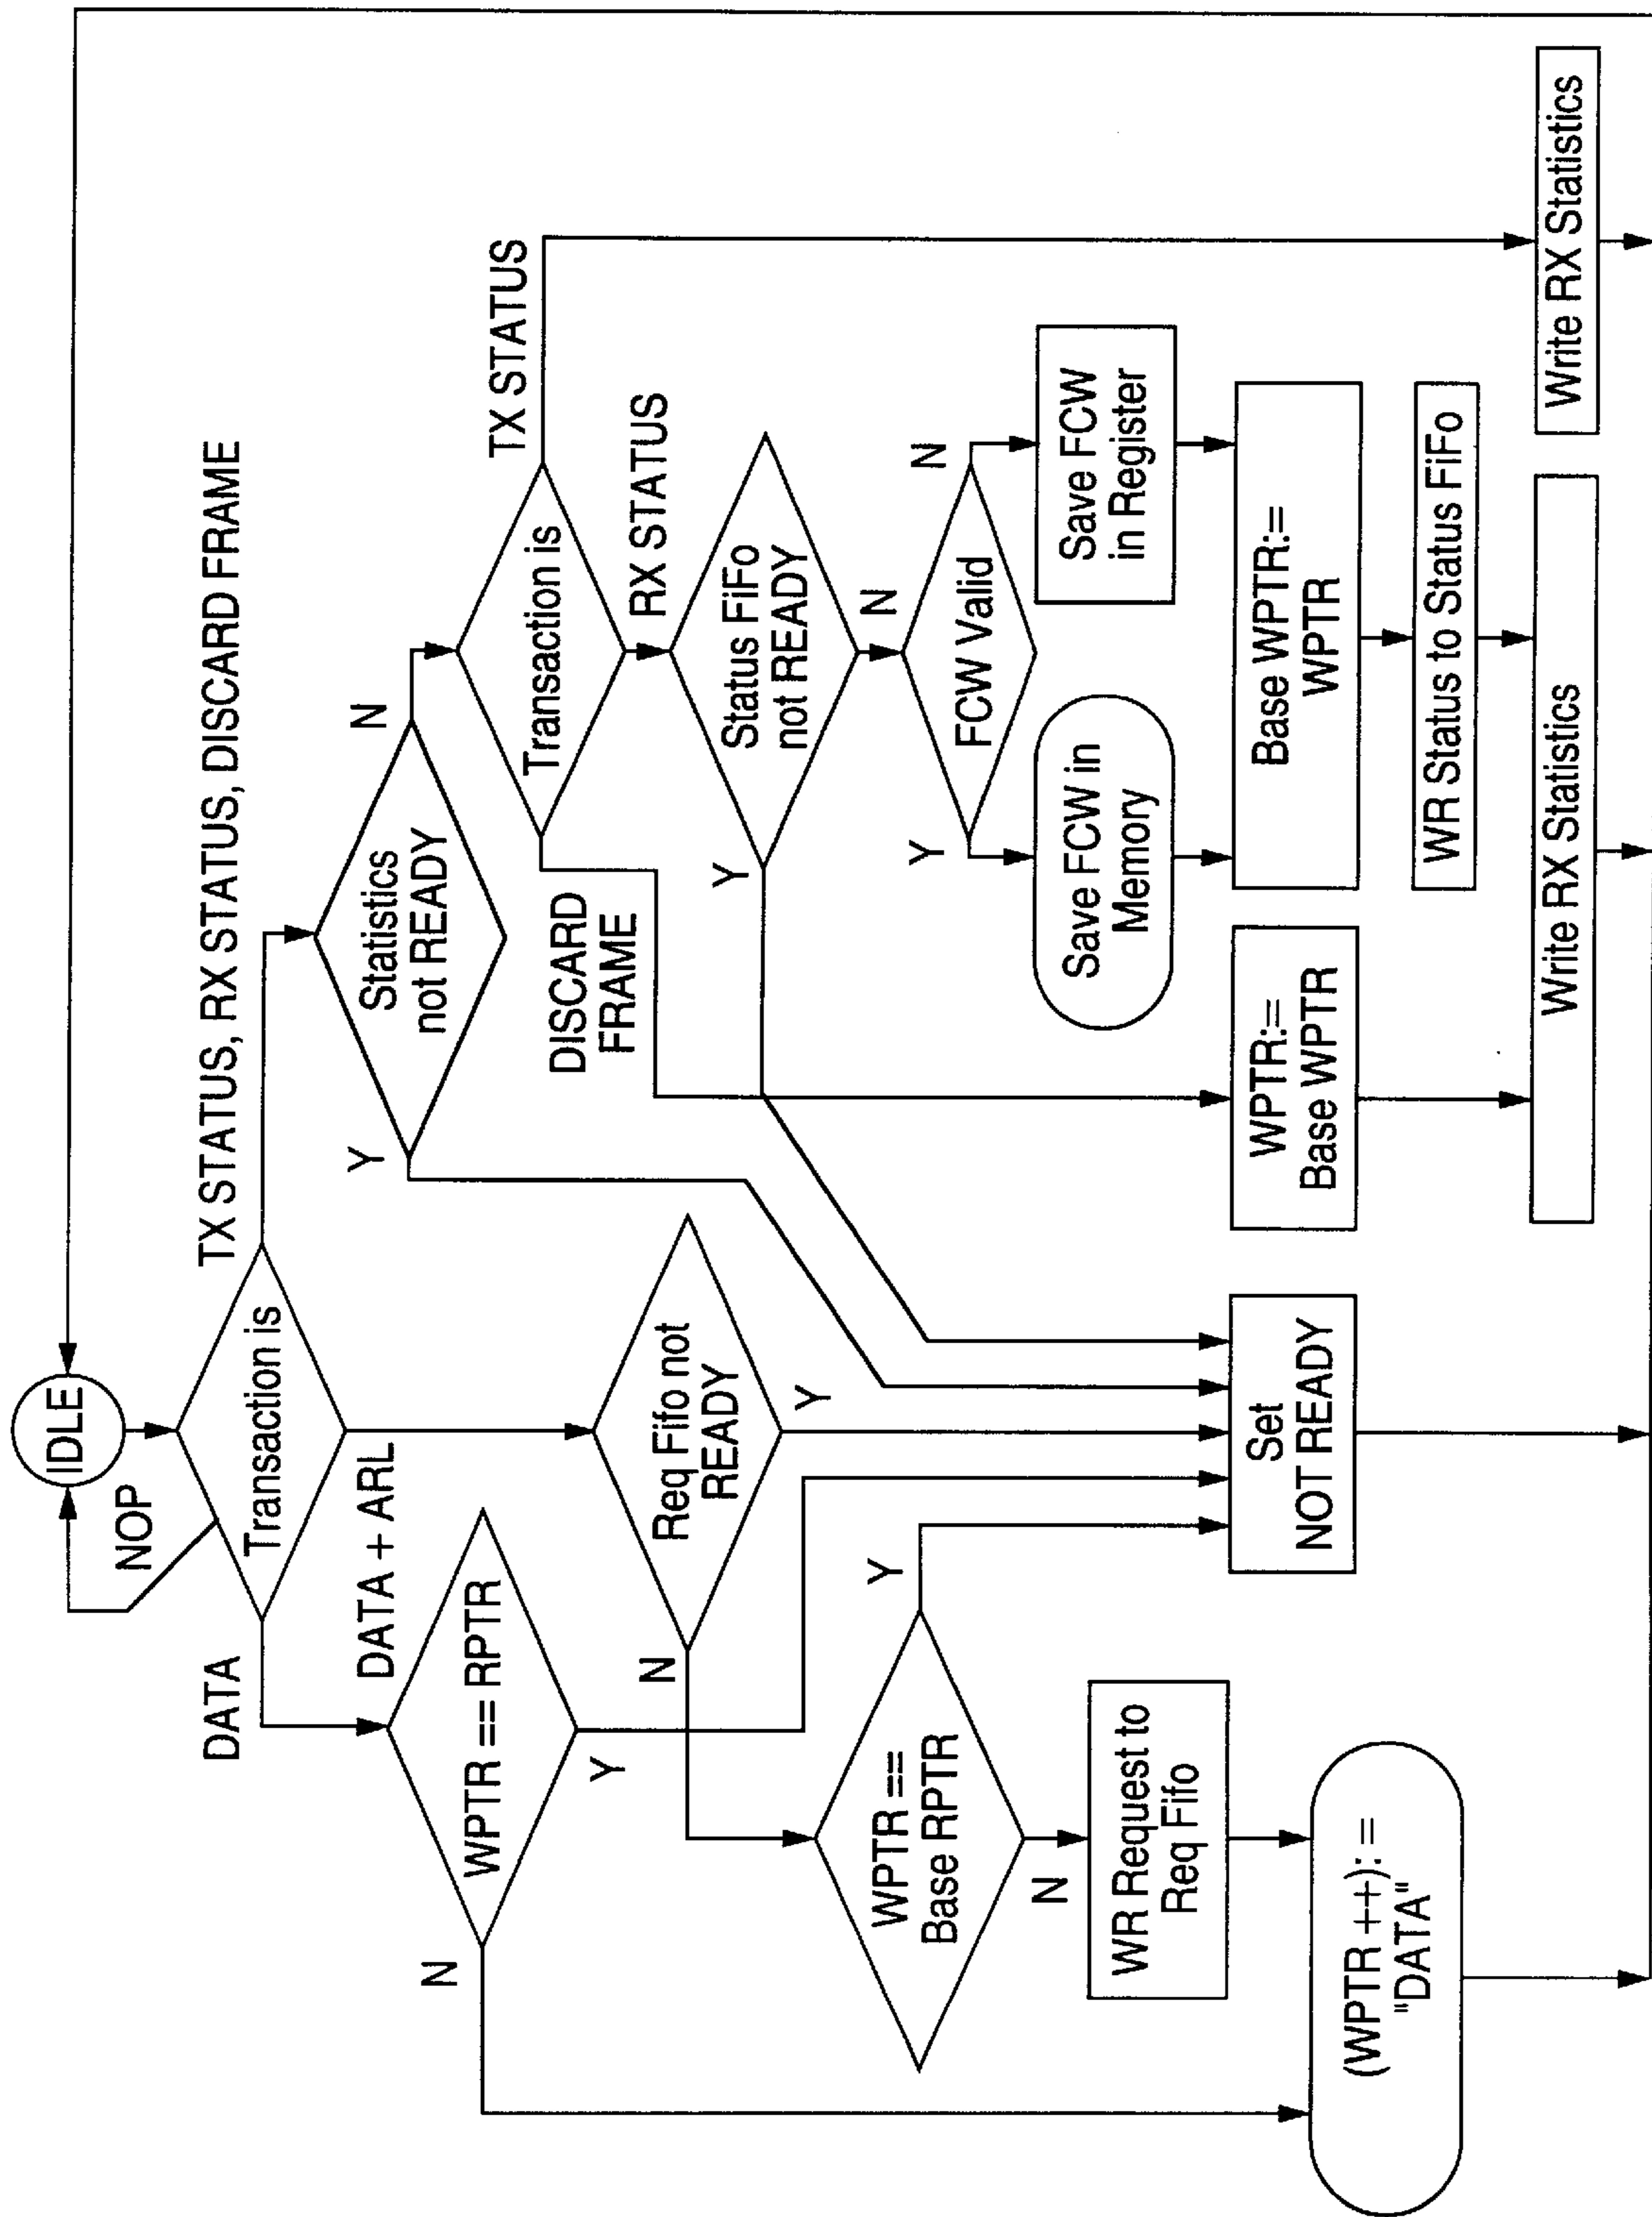 IDLE
NOP
Transaction is
TX STATUS, RX STATUS, DISCARD FRAME
DATA
DATA + ARL
WPTR == RPTR
N
Y
Req Fifo not
READY
N
Y
WPTR ==
Base RPTR
Y
N
WR Request to
Req Fifo
(WPTR ++): =
"DATA"
Set
NOT READY
Statistics
not READY
Y
N
Transaction is
TX STATUS
RX STATUS
DISCARD
FRAME
Status FiFo
not READY
Y
N
FCW Valid
Y
N
Save FCW in
Memory
Save FCW
in Register
WPTR:=
Base WPTR
Base WPTR:=
WPTR
WR Status to Status FiFo
Write RX Statistics
Write RX Statistics